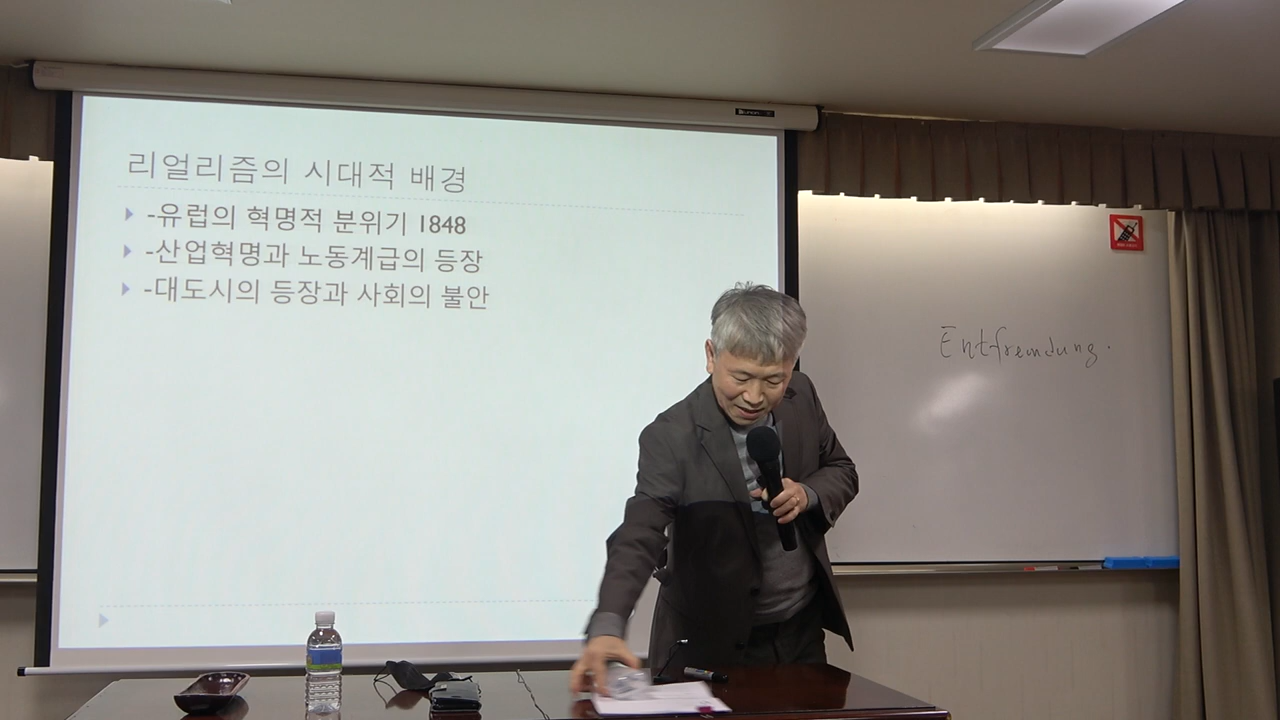 리얼리즘의 시대적 배경
-유럽의 혁명적 분위기 1848
-산업혁명과 노동계급의 등장
-대도시의 등장과 사회의 불안
Entfremdung.